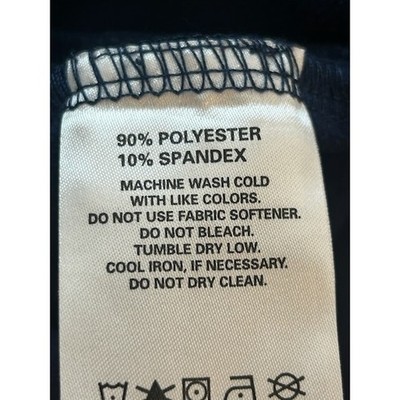 90% POLYESTER
10% SPANDEX
MACHINE WASH COLD
WITH LIKE COLORS.
DO NOT USE FABRIC SOFTENER.
DO NOT BLEACH.
TUMBLE DRY LOW.
COOL IRON, IF NECESSARY.
DO NOT DRY CLEAN.